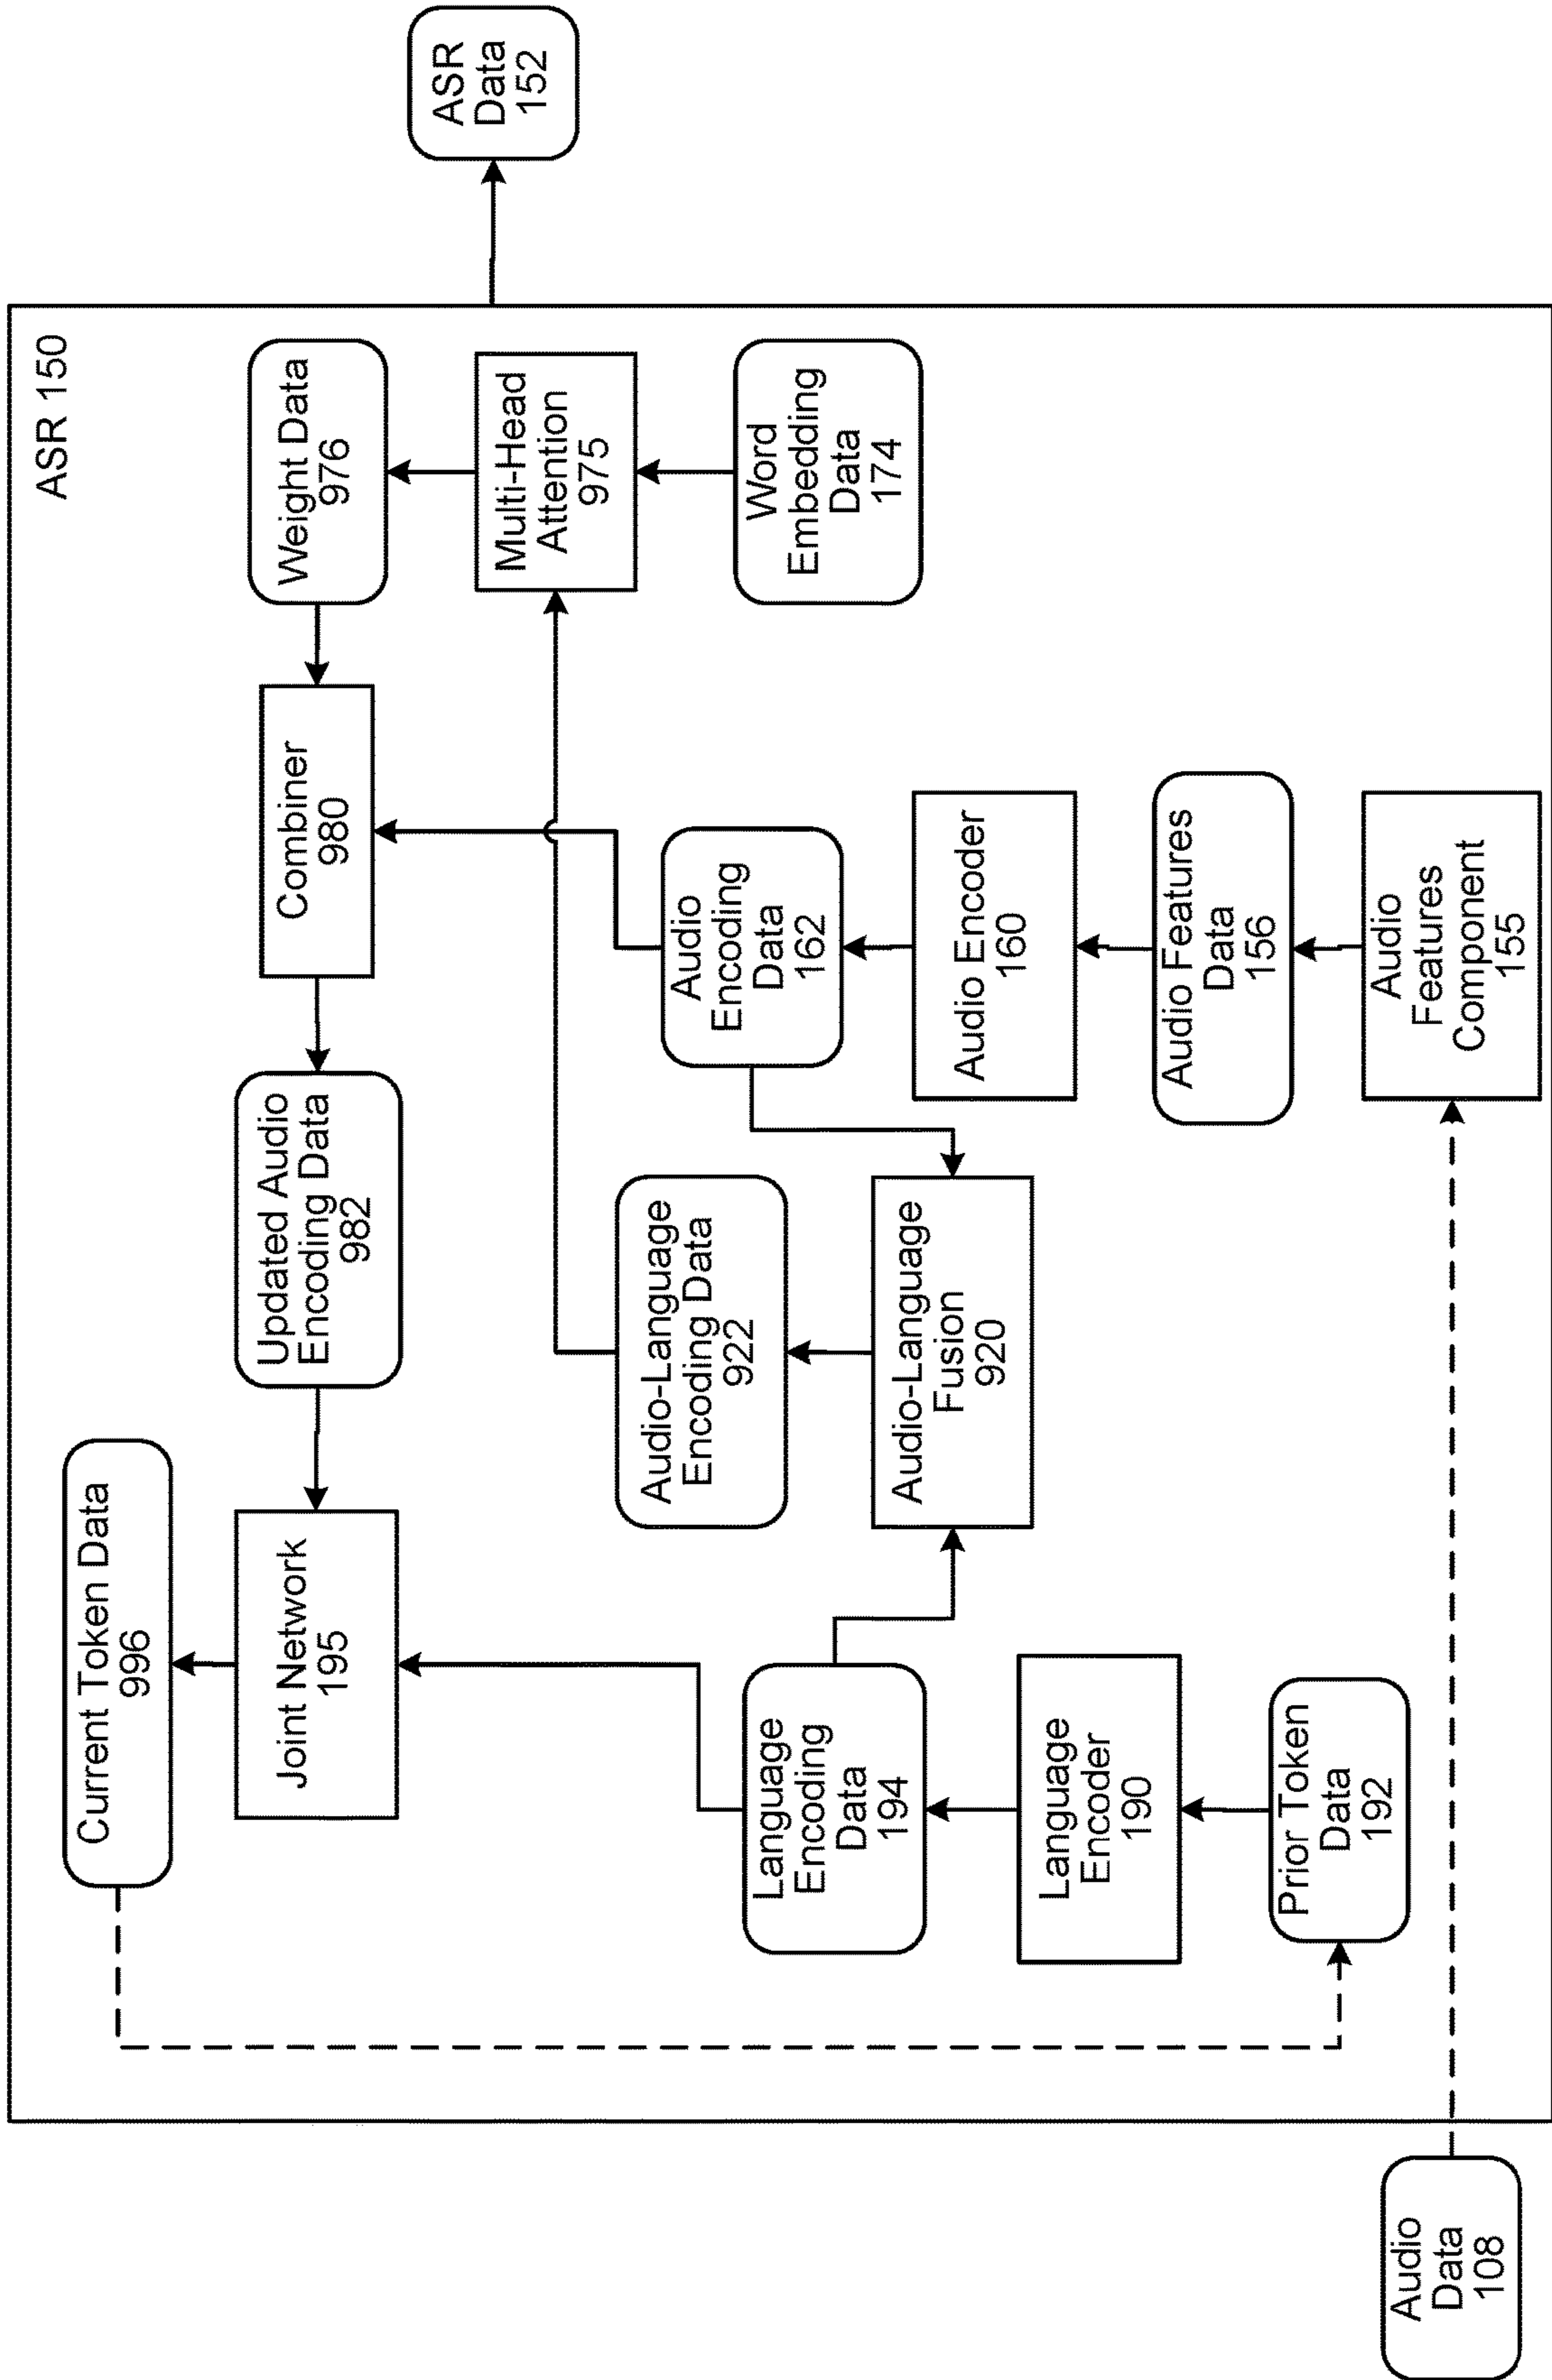 ASR 150
Current Token Data
996
Joint Network
195
Updated Audio
Encoding Data
982
Combiner
980
Weight Data
976
Multi-Head
Attention
975
Word
Embedding
Data
174
ASR
Data
152
Audio-Language
Encoding Data
922
Audio
Encoding
Data
162
Language
Encoding
Data
194
Audio-Language
Fusion
920
Audio Encoder
160
Language
Encoder
190
Audio Features
Data
156
Prior Token
Data
192
Audio
Features
Component
155
Audio
Data
108